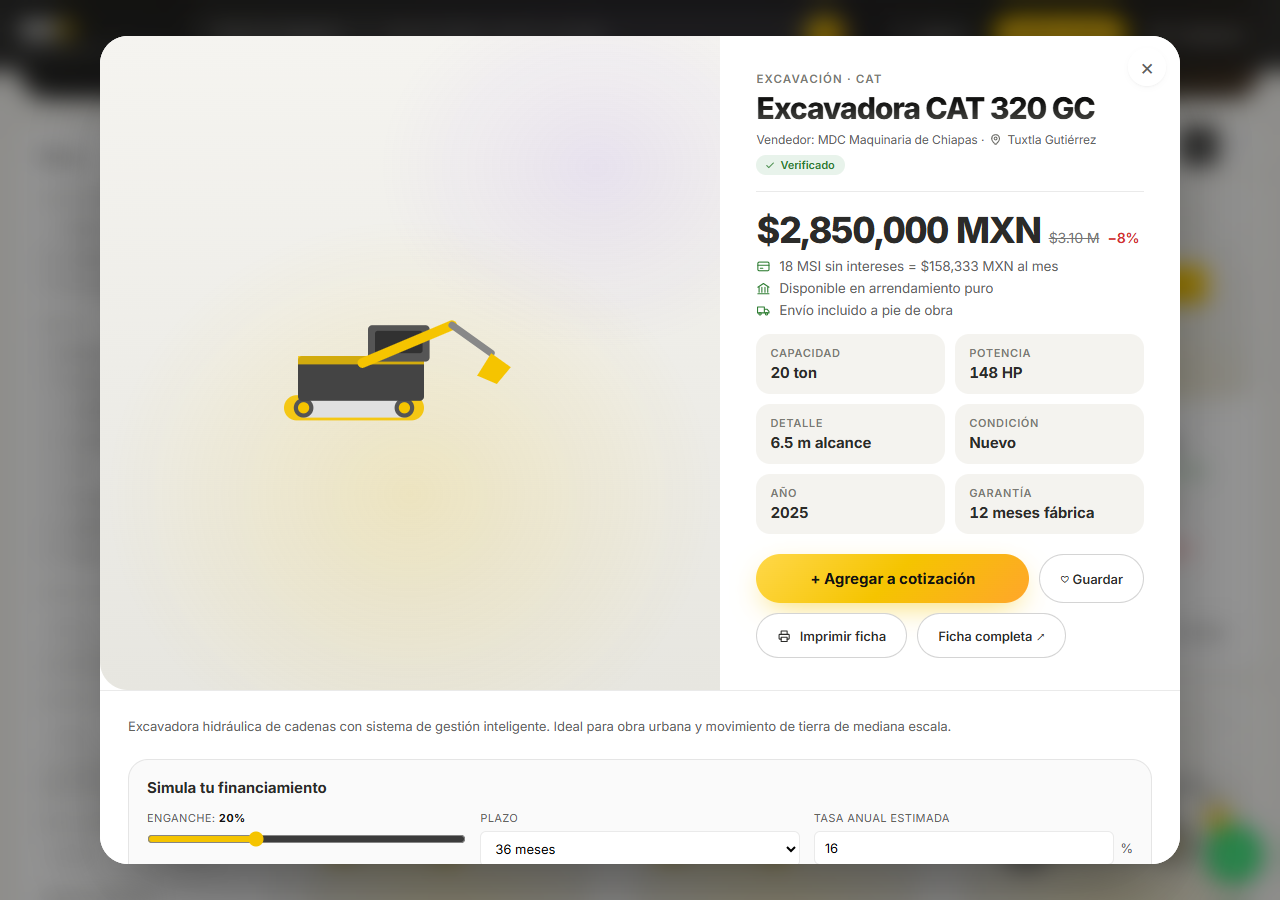 EXCAVACIÓN · CAT
Excavadora CAT 320 GC
Vendedor: MDC Maquinaria de Chiapas · Tuxtla Gutiérrez
✓ Verificado
$2,850,000 MXN $3.10 M −8%
18 MSI sin intereses = $158,333 MXN al mes
Disponible en arrendamiento puro
Envío incluido a pie de obra
CAPACIDAD
20 ton
POTENCIA
148 HP
DETALLE
6.5 m alcance
CONDICIÓN
Nuevo
AÑO
2025
GARANTÍA
12 meses fábrica
+ Agregar a cotización
♡ Guardar
Imprimir ficha
Ficha completa ↗
Excavadora hidráulica de cadenas con sistema de gestión inteligente. Ideal para obra urbana y movimiento de tierra de mediana escala.
Simula tu financiamiento
ENGANCHE: 20%
PLAZO
36 meses
TASA ANUAL ESTIMADA
16 %